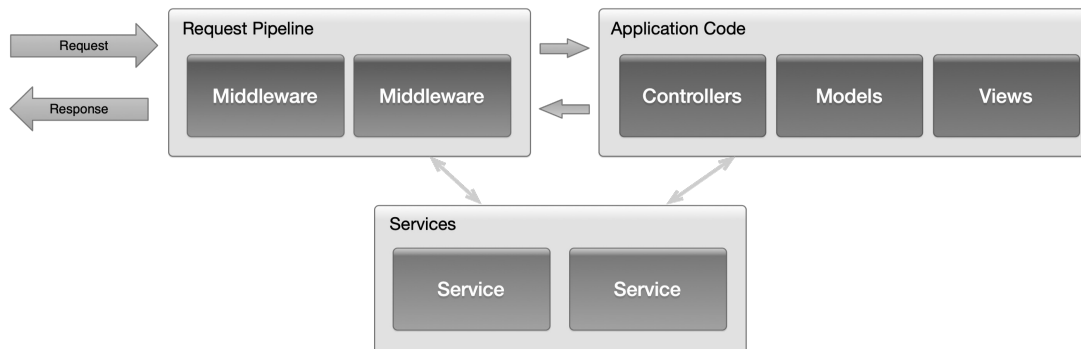 Request Pipeline
Application Code
Request
Middleware
Middleware
Controllers
Models
Views
Response
Services
Service
Service